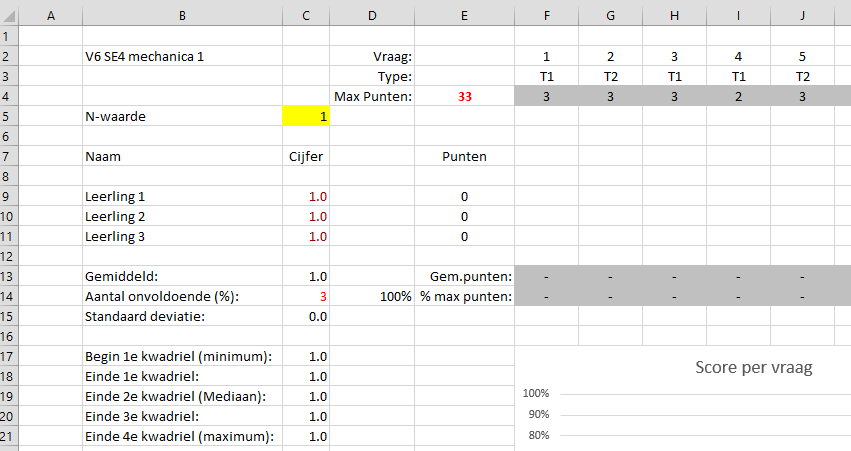 A B C D E F G H I J
1
2 V6 SE4 mechanica 1 Vraag: 1 2 3 4 5
3 Type: T1 T2 T1 T1 T2
4 Max Punten: 33 3 3 3 2 3
5 N-waarde 1
6
7 Naam Cijfer Punten
8
9 Leerling 1 1.0 0
10 Leerling 2 1.0 0
11 Leerling 3 1.0 0
12
13 Gemiddeld: 1.0 Gem.punten: - - - - -
14 Aantal onvoldoende (%): 3 100% % max punten: - - - - -
15 Standaard deviatie: 0.0
16
17 Begin 1e kwadriel (minimum): 1.0
Score per vraag
18 Einde 1e kwadriel: 1.0
100%
19 Einde 2e kwadriel (Mediaan): 1.0
90%
20 Einde 3e kwadriel: 1.0
21 Einde 4e kwadriel (maximum): 1.0 80%